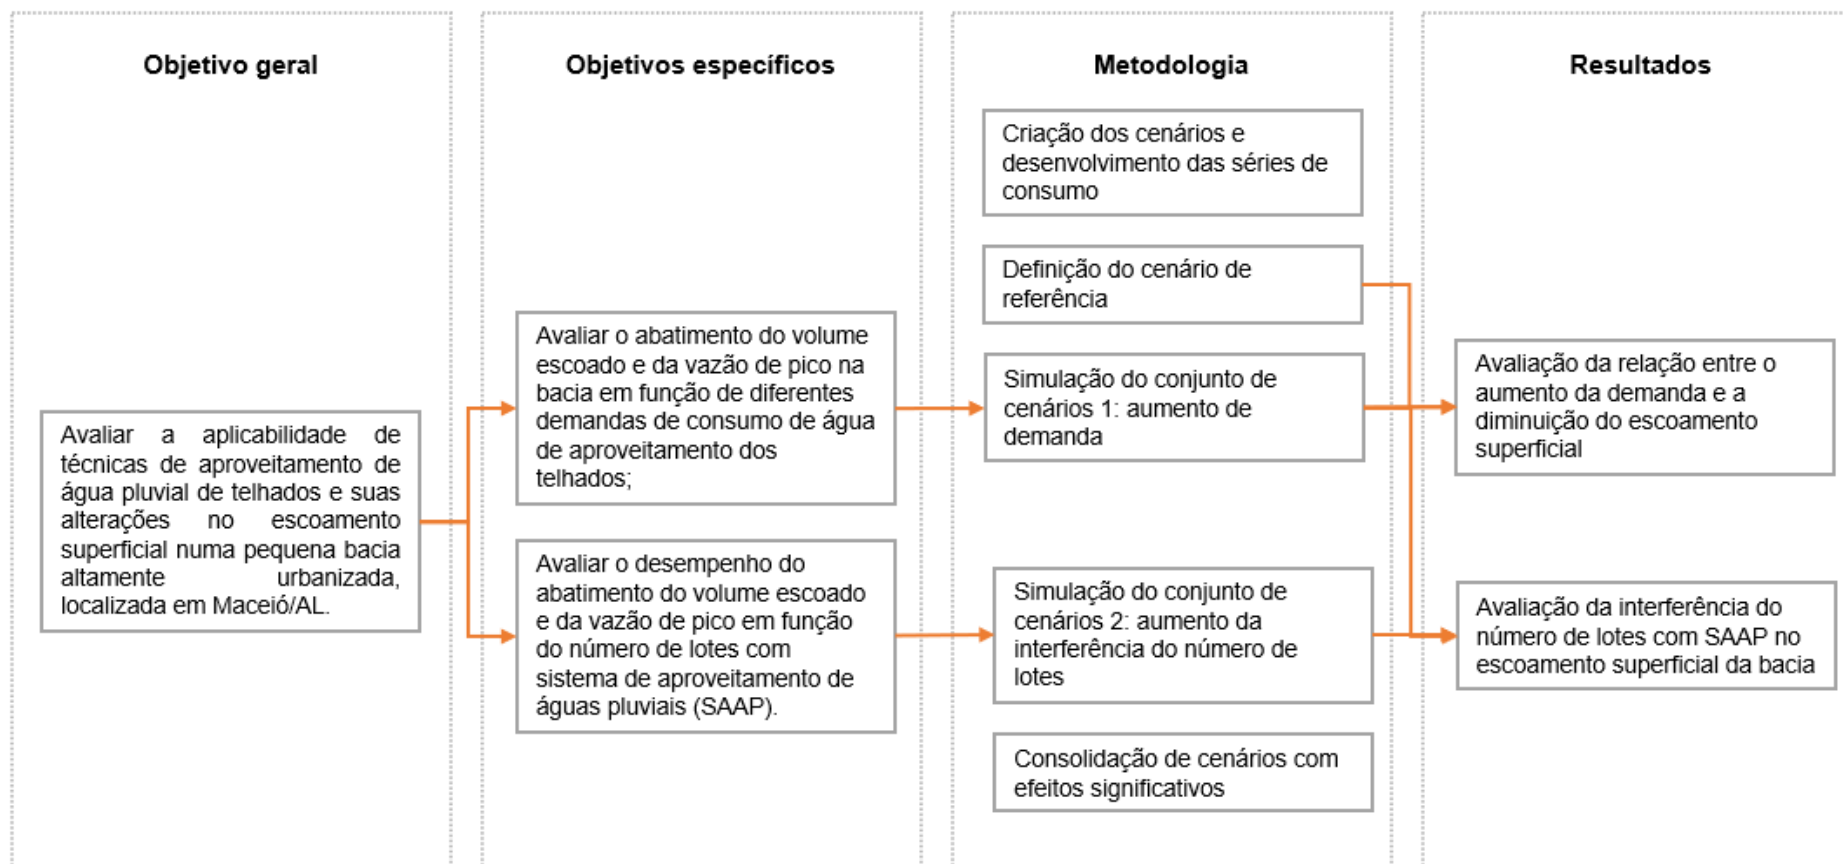 Objetivo geral
Avaliar a aplicabilidade de
técnicas de aproveitamento de
água pluvial de telhados e suas
alterações no escoamento
superficial numa pequena bacia
altamente urbanizada,
localizada em Maceió/AL.
Objetivos específicos
Avaliar o abatimento do volume
escoado e da vazão de pico na
bacia em função de diferentes
demandas de consumo de água
de aproveitamento dos
telhados;
Avaliar o desempenho do
abatimento do volume escoado
e da vazão de pico em função
do número de lotes com
sistema de aproveitamento de
águas pluviais (SAAP).
Metodologia
Criação dos cenários e
desenvolvimento das séries de
consumo
Definição do cenário de
referência
Simulação do conjunto de
cenários 1: aumento de
demanda
Simulação do conjunto de
cenários 2: aumento da
interferência do número de
lotes
Consolidação de cenários com
efeitos significativos
Resultados
Avaliação da relação entre o
aumento da demanda e a
diminuição do escoamento
superficial
Avaliação da interferência do
número de lotes com SAAP no
escoamento superficial da bacia